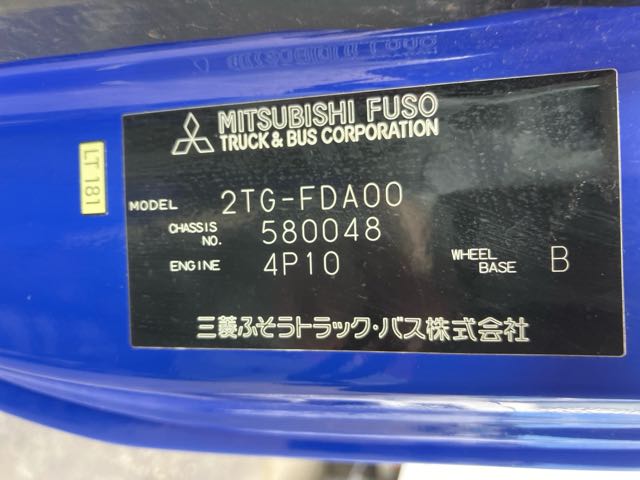 MITSUBISHI FUSO
TRUCK & BUS CORPORATION
LT 181
MODEL 2TG-FDA00
CHASSIS NO. 580048
ENGINE 4P10
WHEEL BASE B
三菱ふそうトラック・バス株式会社